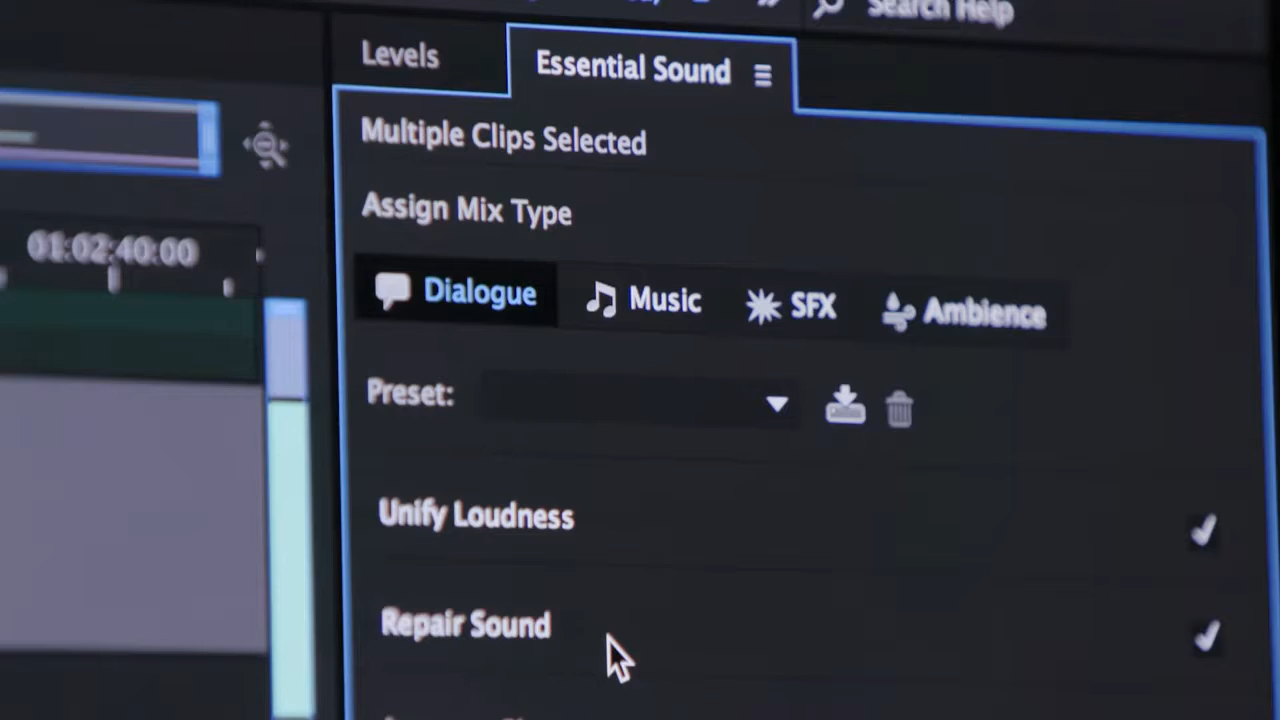 Search Help
Levels
Essential Sound
Multiple Clips Selected
Assign Mix Type
01:02:40:00
Dialogue
Music
SFX
Ambience
Preset:
Unify Loudness
Repair Sound